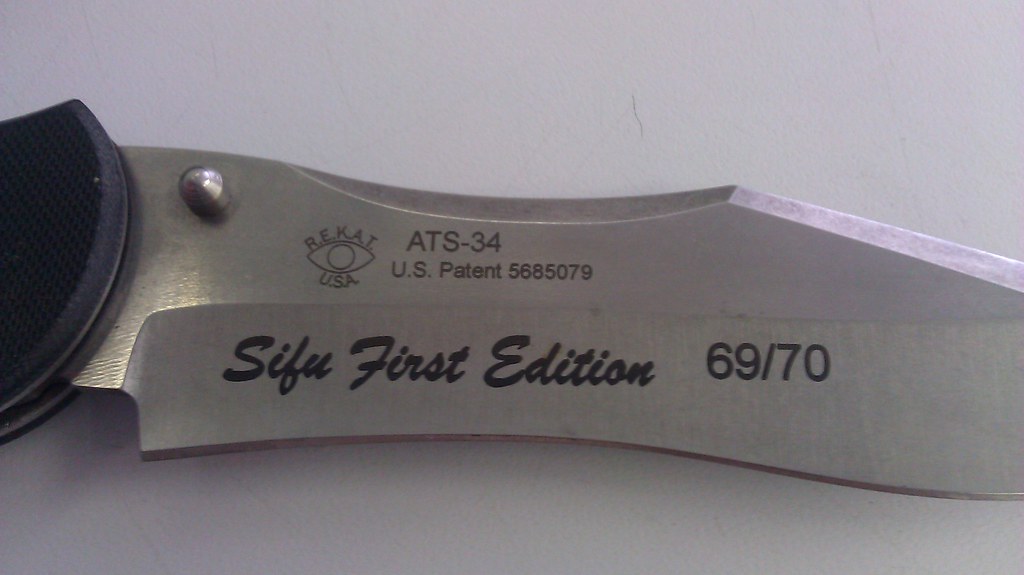 R.E.K.A.T.
U.S.A.
ATS-34
U.S. Patent 5685079
Sifu First Edition 69/70